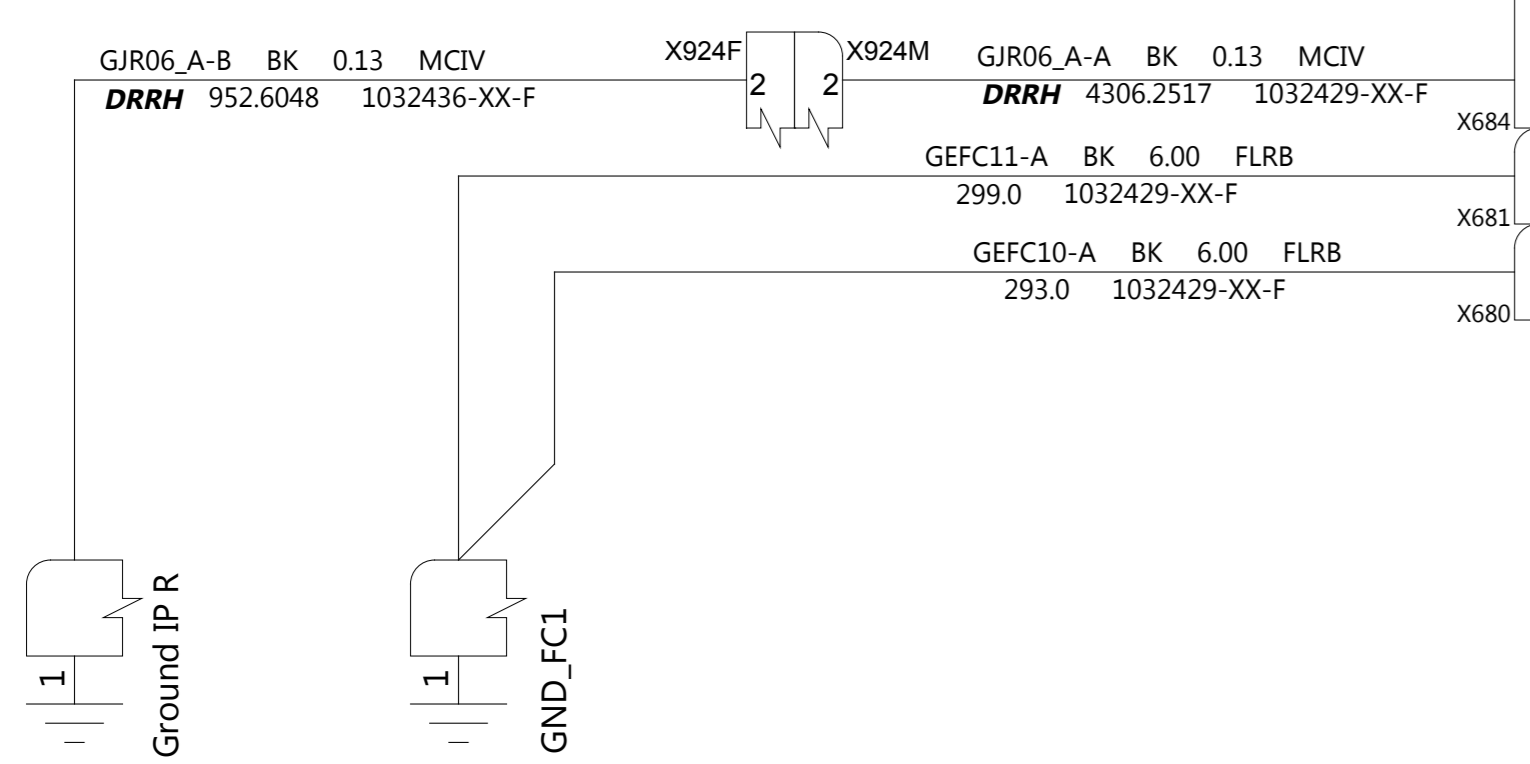 X924F X924M
GJR06_A-B BK 0.13 MCIV
GJR06_A-A BK 0.13 MCIV
2 2
DRRH 952.6048 1032436-XX-F
DRRH 4306.2517 1032429-XX-F
X684
GEFC11-A BK 6.00 FLRB
299.0 1032429-XX-F
X681
GEFC10-A BK 6.00 FLRB
293.0 1032429-XX-F
X680
1
Ground IP R
1
GND_FC1